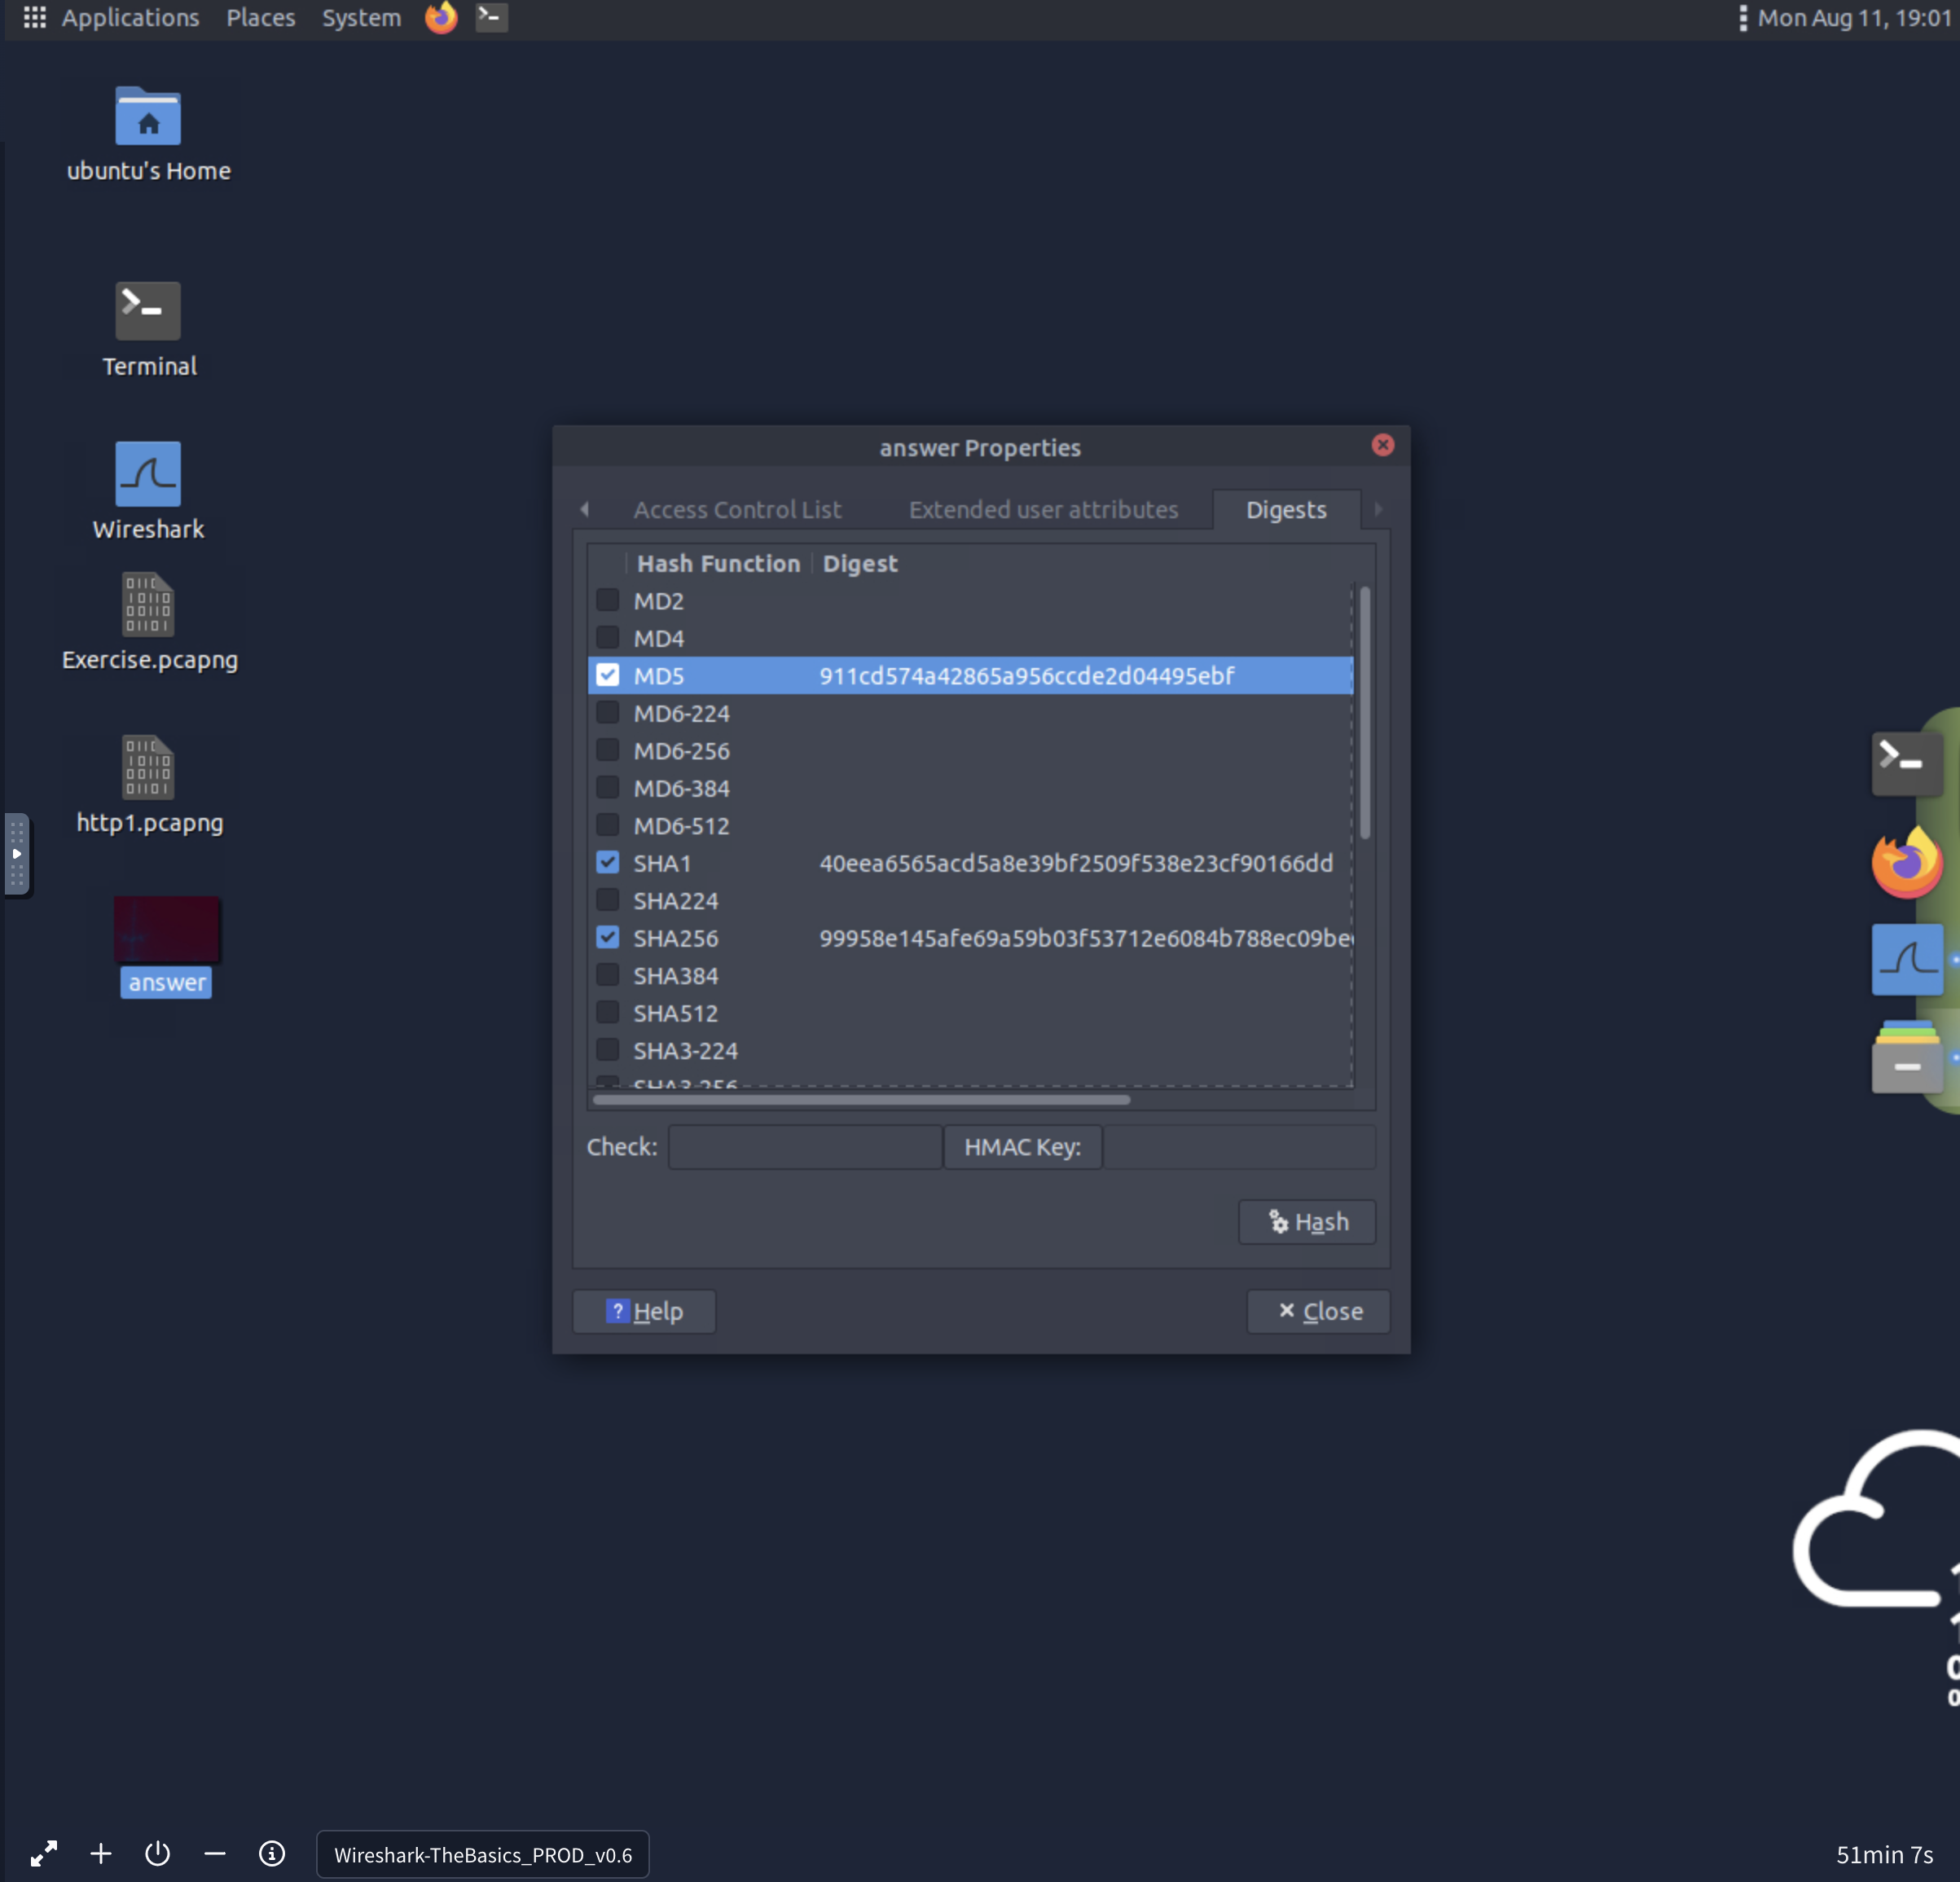 Applications Places System Mon Aug 11, 19:01
ubuntu's Home
Terminal
Wireshark
Exercise.pcapng
http1.pcapng
answer
answer Properties
Access Control List Extended user attributes Digests
Hash Function Digest
MD2
MD4
MD5 911cd574a42865a956ccde2d04495ebf
MD6-224
MD6-256
MD6-384
MD6-512
SHA1 40eea6565acd5a8e39bf2509f538e23cf90166dd
SHA224
SHA256 99958e145afe69a59b03f53712e6084b788ec09be
SHA384
SHA512
SHA3-224
SHA3-256
Check: HMAC Key:
Hash
Help Close
Wireshark-TheBasics_PROD_v0.6 51min 7s